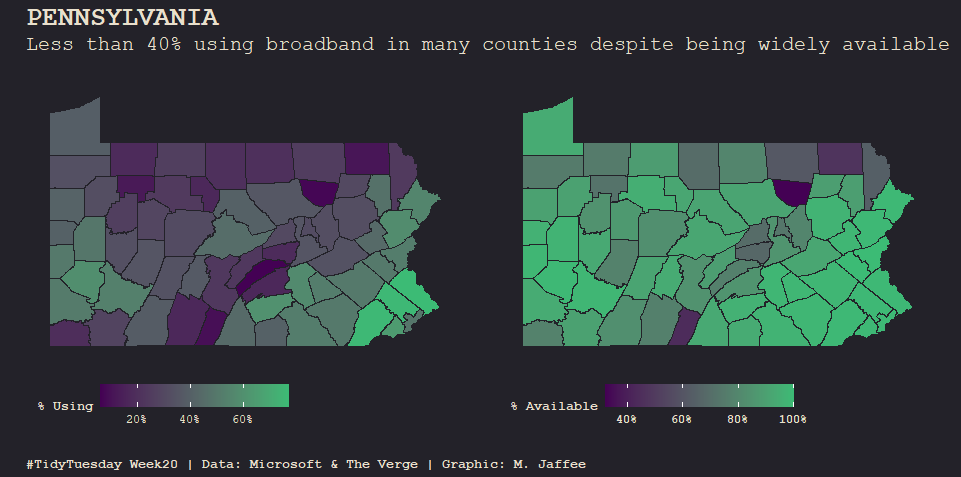 PENNSYLVANIA
Less than 40% using broadband in many counties despite being widely available
% Using
20% 40% 60%
% Available
40% 60% 80% 100%
#TidyTuesday Week20 | Data: Microsoft & The Verge | Graphic: M. Jaffee